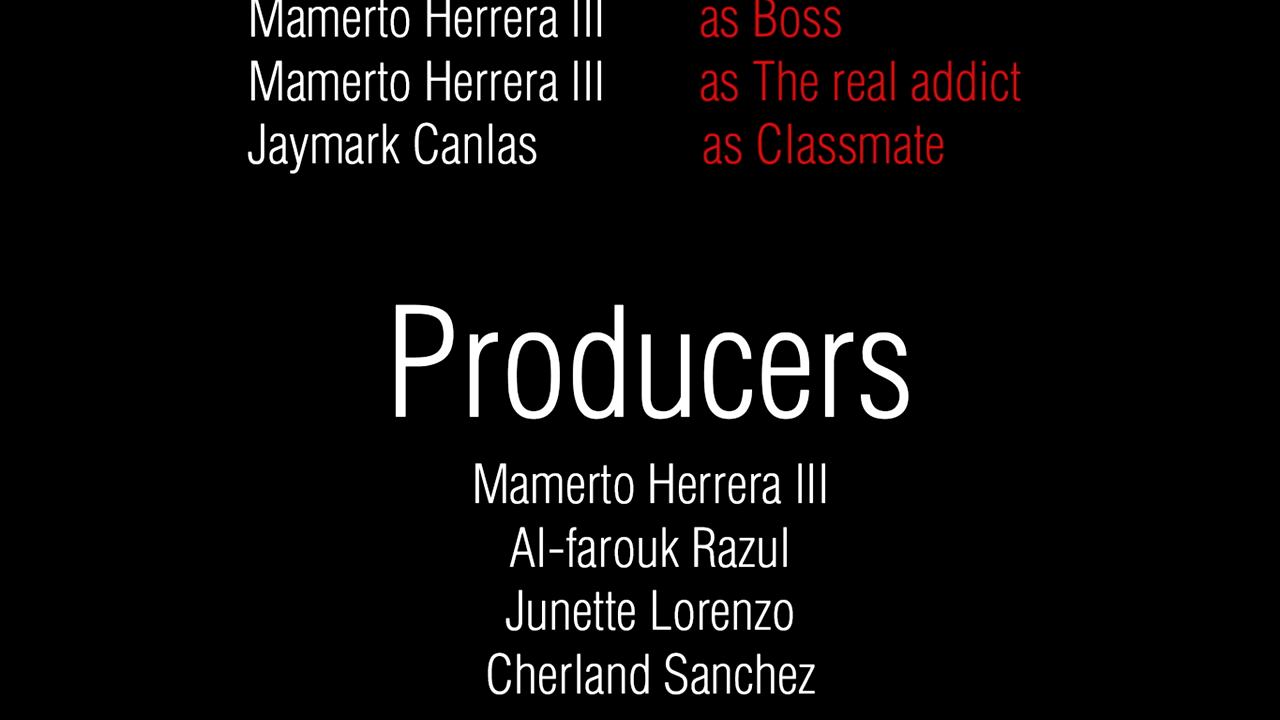 Mamerto Herrera III as Boss
Mamerto Herrera III as The real addict
Jaymark Canlas as Classmate
Producers
Mamerto Herrera III
Al-farouk Razul
Junette Lorenzo
Cherland Sanchez